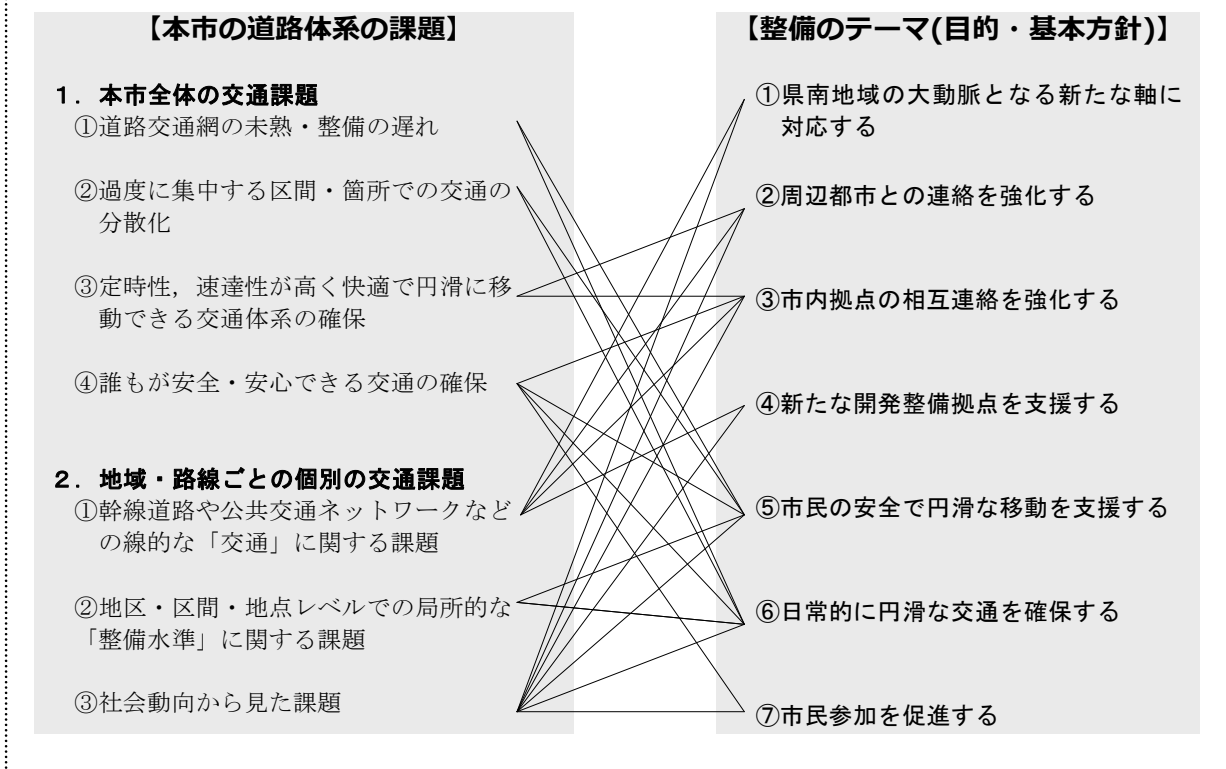 【本市の道路体系の課題】
１．本市全体の交通課題
①道路交通網の未熟・整備の遅れ
②過度に集中する区間・箇所での交通の
分散化
③定時性，速達性が高く快適で円滑に移
動できる交通体系の確保
④誰もが安全・安心できる交通の確保
２．地域・路線ごとの個別の交通課題
①幹線道路や公共交通ネットワークなど
の線的な「交通」に関する課題
②地区・区間・地点レベルでの局所的な
「整備水準」に関する課題
③社会動向から見た課題
【整備のテーマ(目的・基本方針)】
①県南地域の大動脈となる新たな軸に
対応する
②周辺都市との連絡を強化する
③市内拠点の相互連絡を強化する
④新たな開発整備拠点を支援する
⑤市民の安全で円滑な移動を支援する
⑥日常的に円滑な交通を確保する
⑦市民参加を促進する